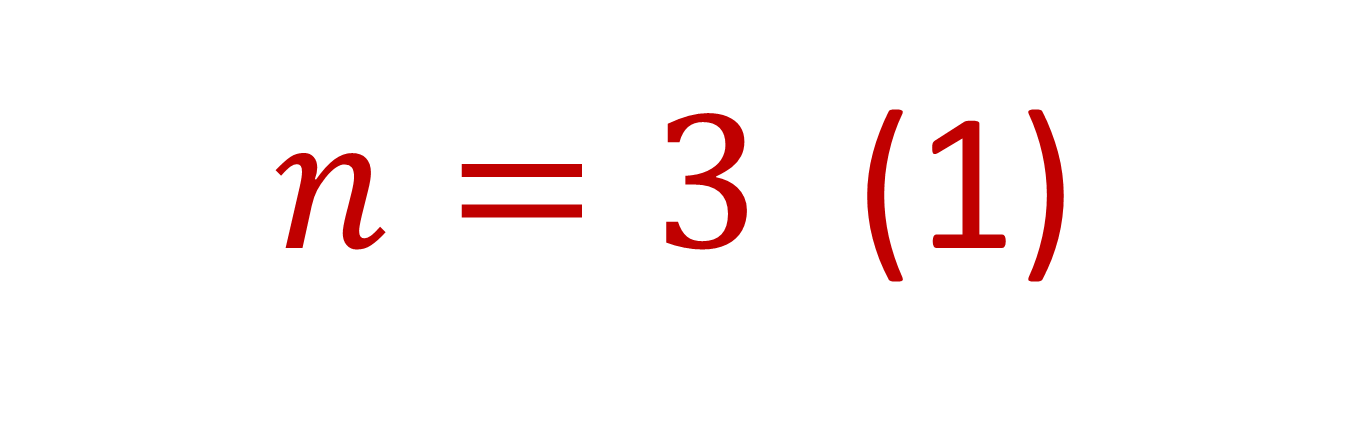 n = 3 (1)